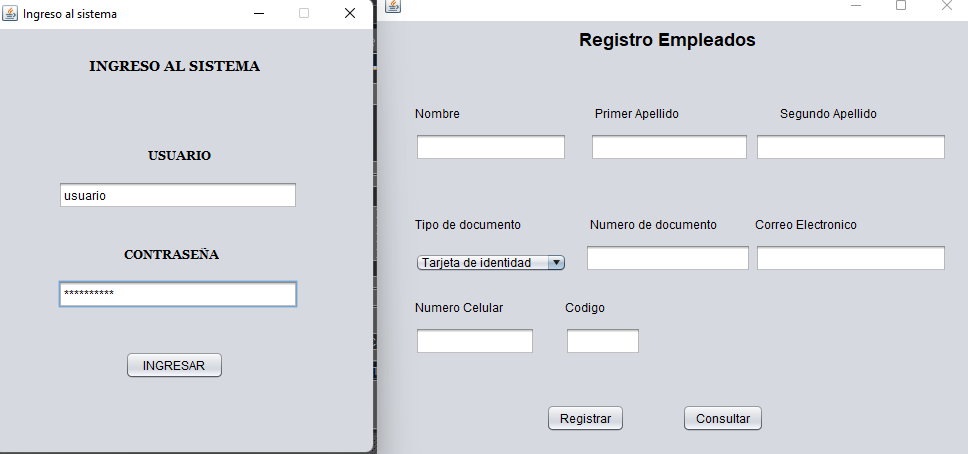 Ingreso al sistema
INGRESO AL SISTEMA
USUARIO
usuario
CONTRASEÑA
**********
INGRESAR
Registro Empleados
Nombre Primer Apellido Segundo Apellido
Tipo de documento Numero de documento Correo Electronico
Tarjeta de identidad
Numero Celular Codigo
Registrar Consultar